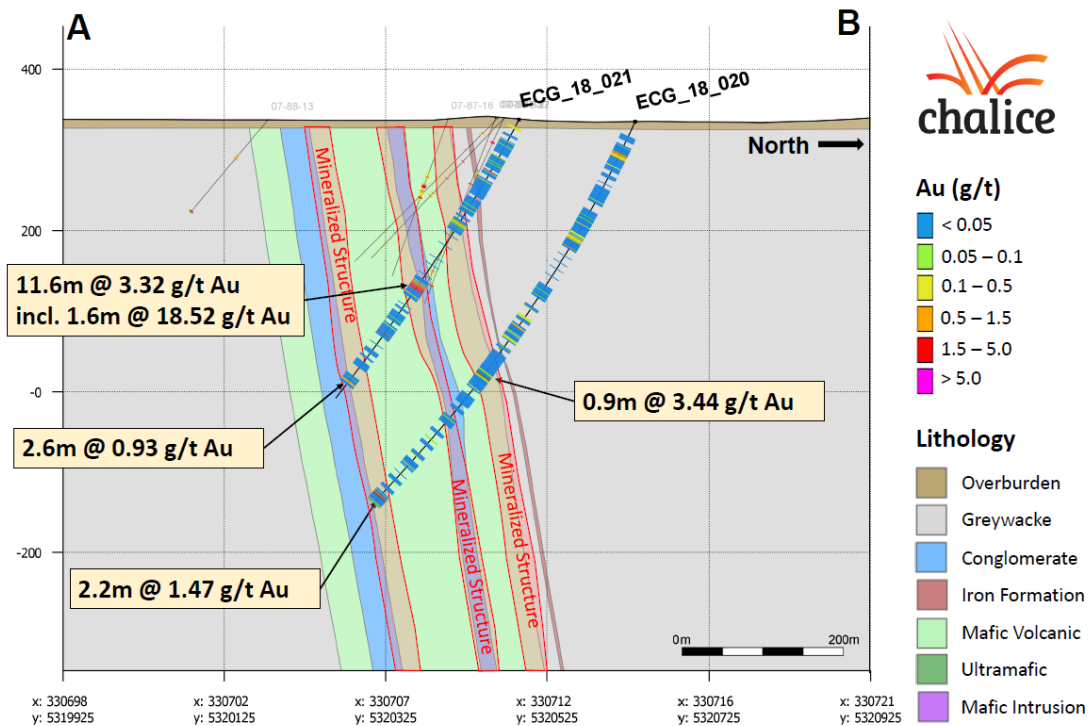 A
B
400
200
-0
-200
07-88-13
07-87-16
ECG_18_021
ECG_18_020
North
Mineralized Structure
Mineralized Structure
Mineralized Structure
11.6m @ 3.32 g/t Au
incl. 1.6m @ 18.52 g/t Au
2.6m @ 0.93 g/t Au
2.2m @ 1.47 g/t Au
0.9m @ 3.44 g/t Au
0m 200m
x: 330698
y: 5319925
x: 330702
y: 5320125
x: 330707
y: 5320325
x: 330712
y: 5320525
x: 330716
y: 5320725
x: 330721
y: 5320925
chalice
Au (g/t)
< 0.05
0.05 – 0.1
0.1 – 0.5
0.5 – 1.5
1.5 – 5.0
> 5.0
Lithology
Overburden
Greywacke
Conglomerate
Iron Formation
Mafic Volcanic
Ultramafic
Mafic Intrusion